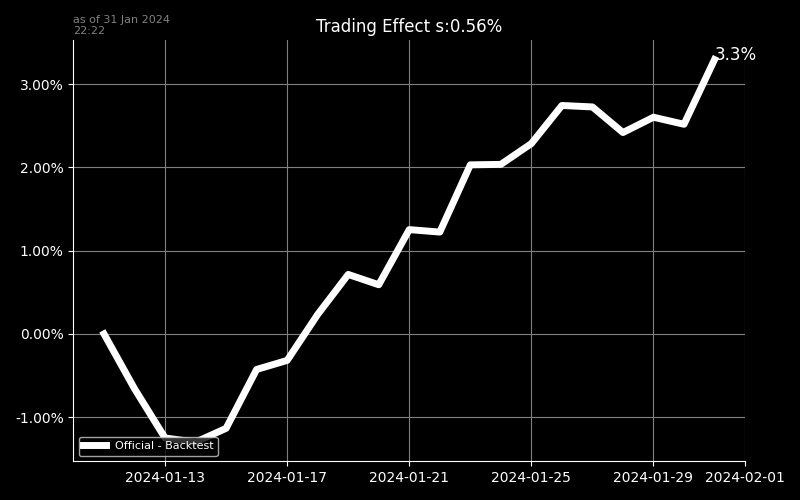 as of 31 Jan 2024
22:22
Trading Effect s:0.56%
3.3%
3.00%
2.00%
1.00%
0.00%
-1.00%
Official - Backtest
2024-01-13 2024-01-17 2024-01-21 2024-01-25 2024-01-29 2024-02-01